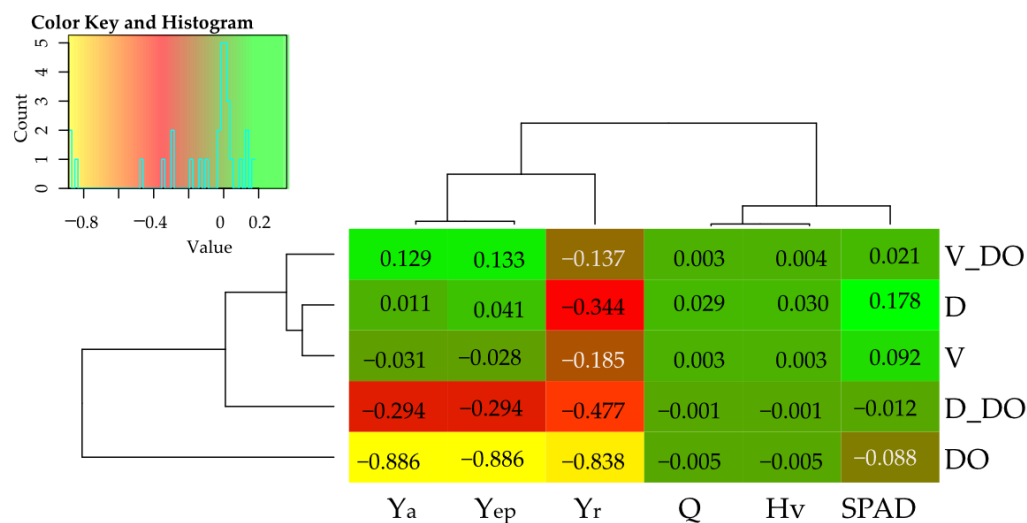 Color Key and Histogram
5
4
3
2
1
0
Count
−0.8 −0.4 0 0.2
Value
0.129 0.133 −0.137 0.003 0.004 0.021 V_DO
0.011 0.041 −0.344 0.029 0.030 0.178 D
−0.031 −0.028 −0.185 0.003 0.003 0.092 V
−0.294 −0.294 −0.477 −0.001 −0.001 −0.012 D_DO
−0.886 −0.886 −0.838 −0.005 −0.005 −0.088 DO
Ya Yep Yr Q Hv SPAD